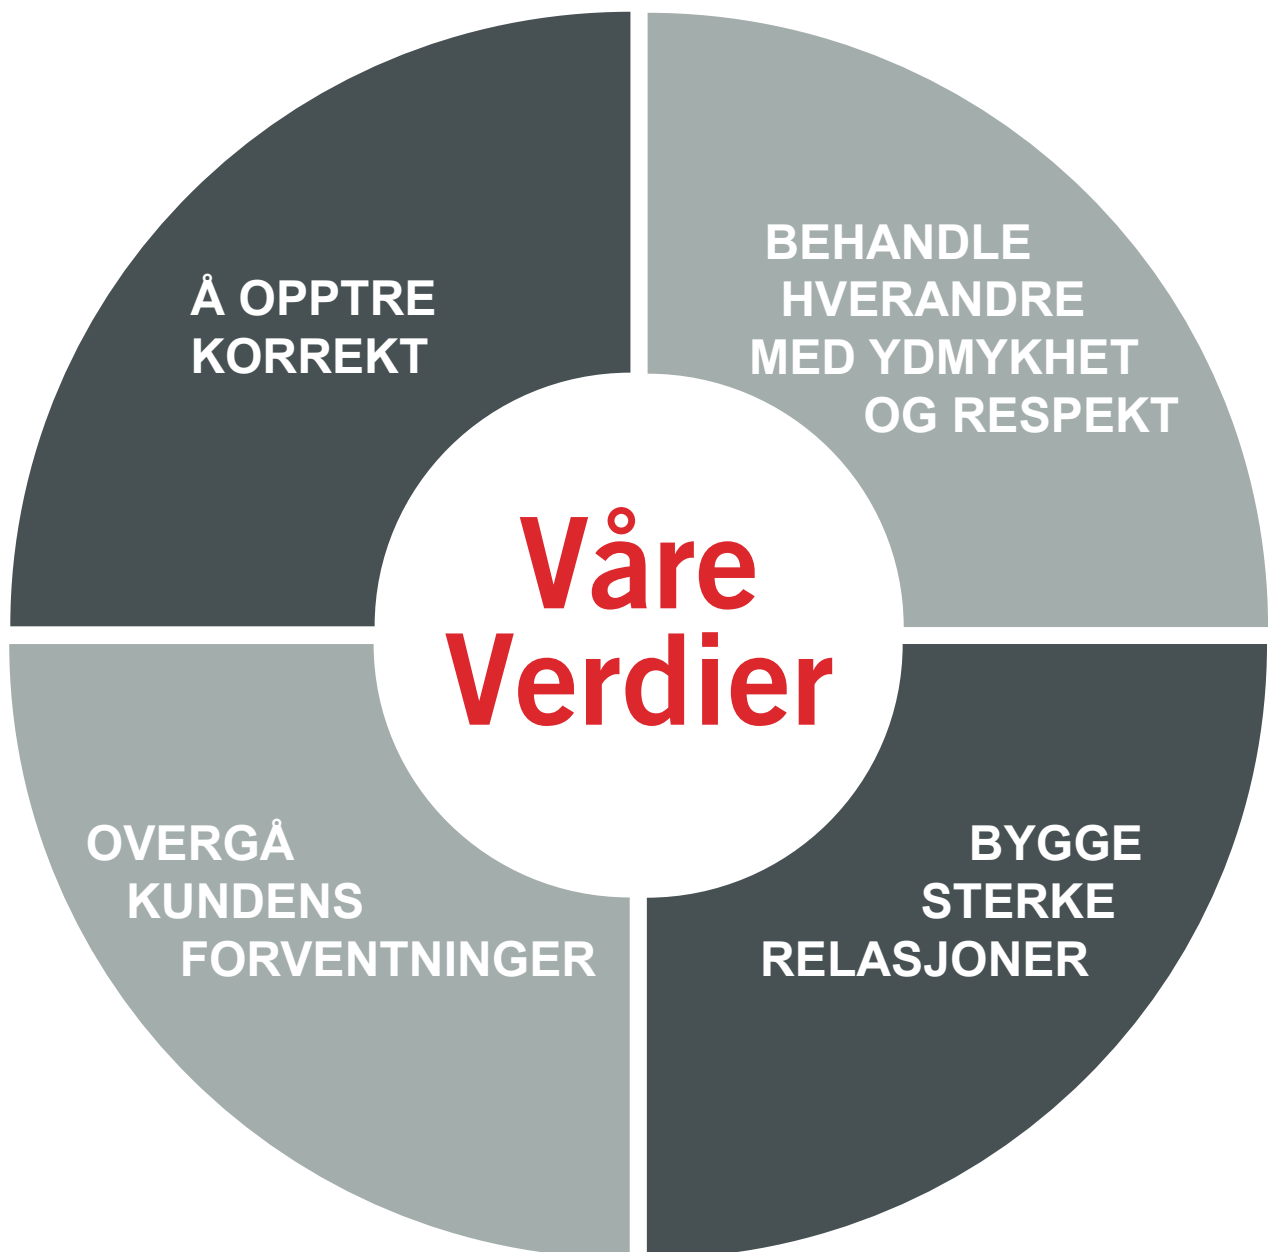 Å OPPTRE
KORREKT
BEHANDLE
HVERANDRE
MED YDMYKHET
OG RESPEKT
Våre
Verdier
OVERGÅ
KUNDENS
FORVENTNINGER
BYGGE
STERKE
RELASJONER